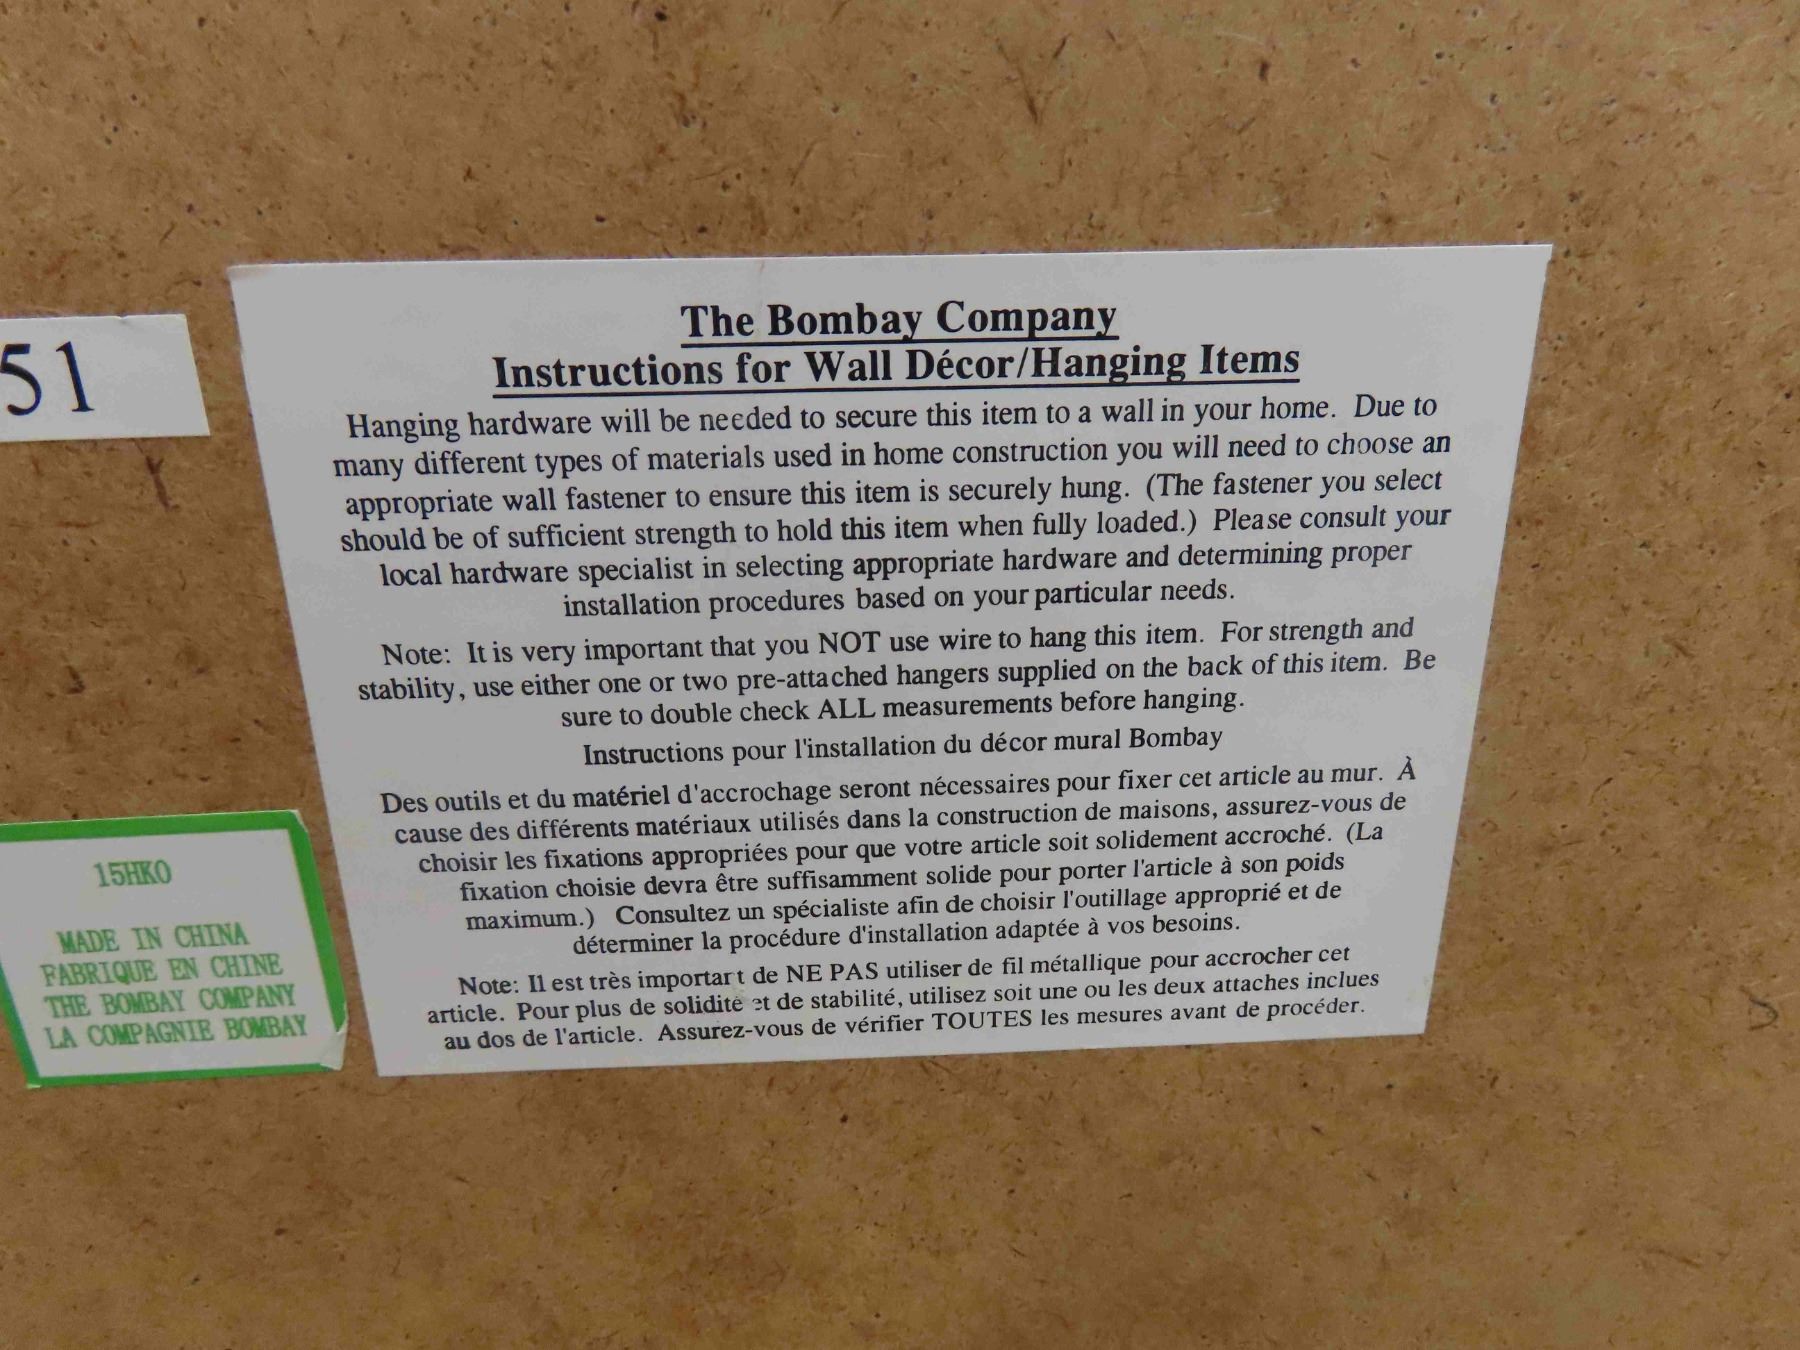 The Bombay Company
Instructions for Wall Décor/Hanging Items
Hanging hardware will be needed to secure this item to a wall in your home. Due to
many different types of materials used in home construction you will need to choose an
appropriate wall fastener to ensure this item is securely hung. (The fastener you select
should be of sufficient strength to hold this item when fully loaded.) Please consult your
local hardware specialist in selecting appropriate hardware and determining proper
installation procedures based on your particular needs.
Note: It is very important that you NOT use wire to hang this item. For strength and
stability, use either one or two pre-attached hangers supplied on the back of this item. Be
sure to double check ALL measurements before hanging.
Instructions pour l'installation du décor mural Bombay
Des outils et du matériel d'accrochage seront nécessaires pour fixer cet article au mur. À
cause des différents matériaux utilisés dans la construction de maisons, assurez-vous de
choisir les fixations appropriées pour que votre article soit solidement accroché. (La
fixation choisie devra être suffisamment solide pour porter l'article à son poids
maximum.) Consultez un spécialiste afin de choisir l'outillage approprié et de
déterminer la procédure d'installation adaptée à vos besoins.
Note: Il est très important de NE PAS utiliser de fil métallique pour accrocher cet
article. Pour plus de solidité et de stabilité, utilisez soit une ou les deux attaches inclues
au dos de l'article. Assurez-vous de vérifier TOUTES les mesures avant de procéder.
51
15HKO
MADE IN CHINA
FABRIQUE EN CHINE
THE BOMBAY COMPANY
LA COMPAGNIE BOMBAY